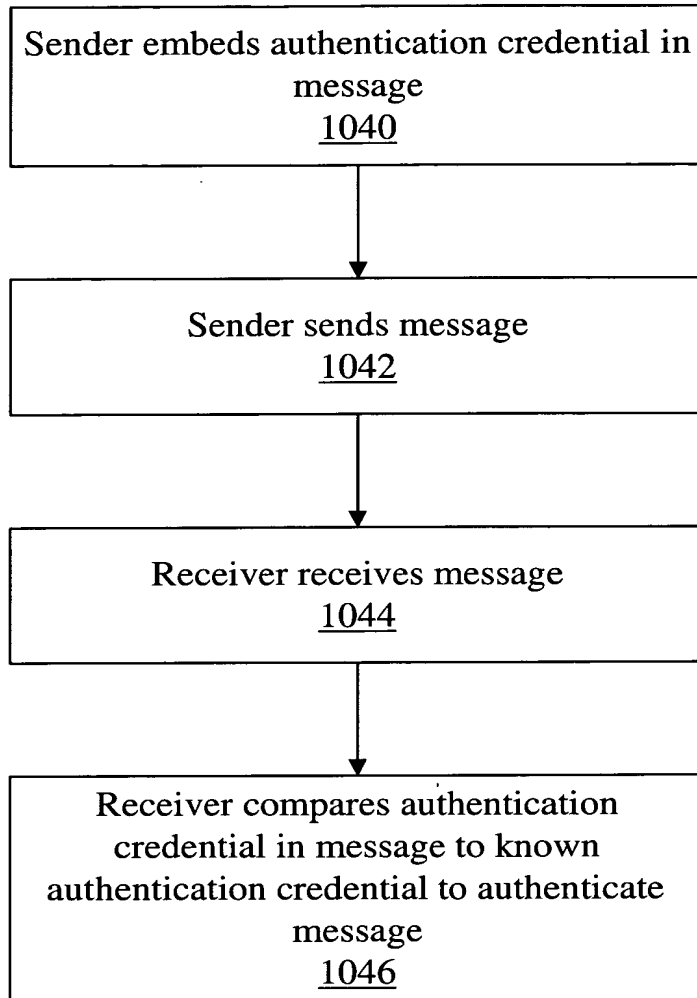 Sender embeds authentication credential in
message
1040
Sender sends message
1042
Receiver receives message
1044
Receiver compares authentication
credential in message to known
authentication credential to authenticate
message
1046